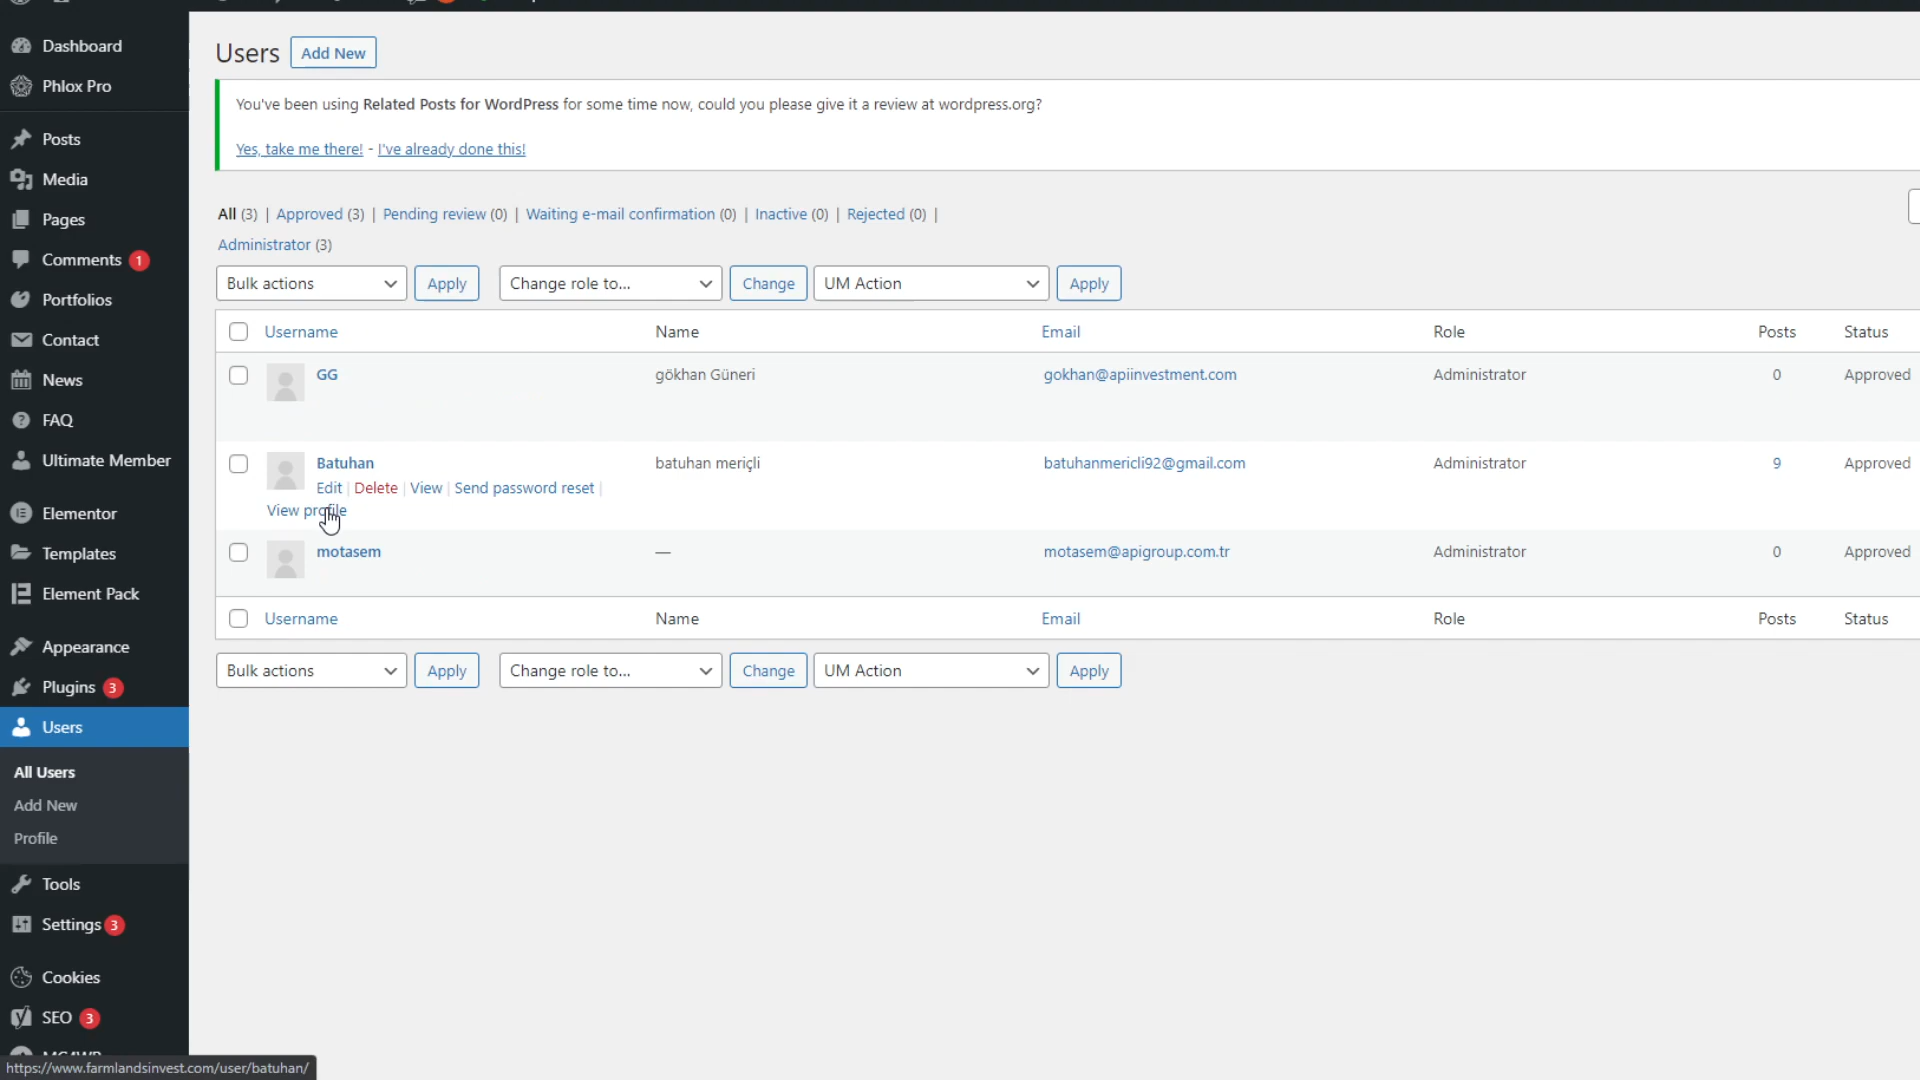 Dashboard
Phlox Pro
Posts
Media
Pages
Comments 1
Portfolios
Contact
News
FAQ
Ultimate Member
Elementor
Templates
Element Pack
Appearance
Plugins 3
Users
All Users
Add New
Profile
Tools
Settings 3
Cookies
SEO 3
https://www.farmlandsinvest.com/user/batuhan/
Users Add New
You've been using Related Posts for WordPress for some time now, could you please give it a review at wordpress.org?
Yes, take me there! - I've already done this!
All (3) | Approved (3) | Pending review (0) | Waiting e-mail confirmation (0) | Inactive (0) | Rejected (0) |
Administrator (3)
Bulk actions Apply Change role to... Change UM Action Apply
Username Name Email Role Posts Status
GG gökhan Güneri gokhan@apiinvestment.com Administrator 0 Approved
Batuhan batuhan meriçli batuhanmericli92@gmail.com Administrator 9 Approved
Edit | Delete | View | Send password reset |
View profile
motasem — motasem@apigroup.com.tr Administrator 0 Approved
Username Name Email Role Posts Status
Bulk actions Apply Change role to... Change UM Action Apply